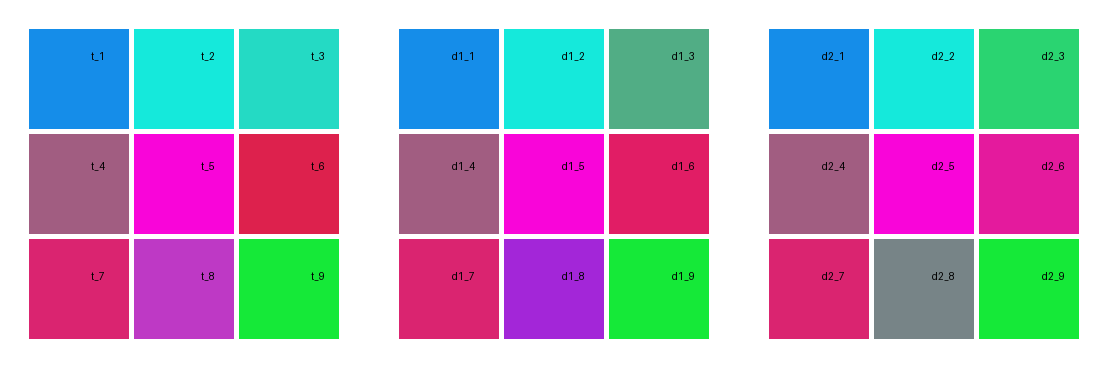 t_1 t_2 t_3 d1_1 d1_2 d1_3 d2_1 d2_2 d2_3
t_4 t_5 t_6 d1_4 d1_5 d1_6 d2_4 d2_5 d2_6
t_7 t_8 t_9 d1_7 d1_8 d1_9 d2_7 d2_8 d2_9